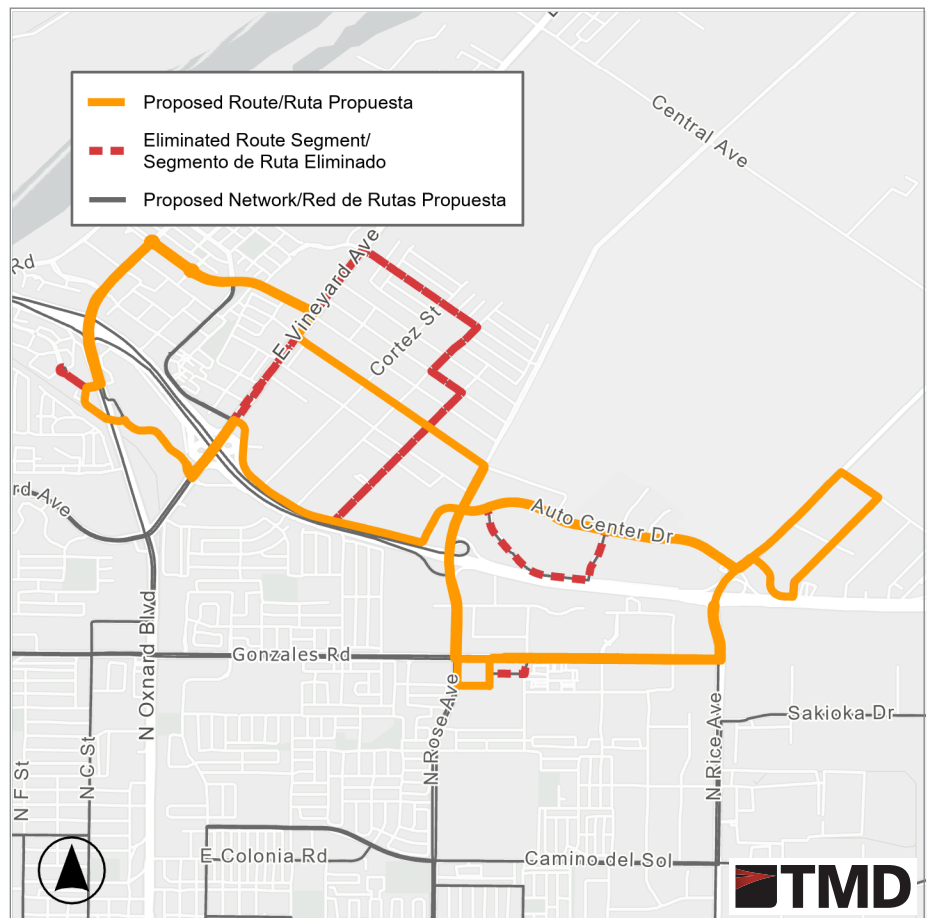 Proposed Route/Ruta Propuesta
Eliminated Route Segment/
Segmento de Ruta Eliminado
Proposed Network/Red de Rutas Propuesta
Central Ave
Rd
E Vineyard Ave
Cortez St
rd Ave
Auto Center Dr
N Oxnard Blvd
Gonzales Rd
N Rose Ave
N Rice Ave
Sakioka Dr
N F St
N C St
E Colonia Rd
Camino del Sol
TMD